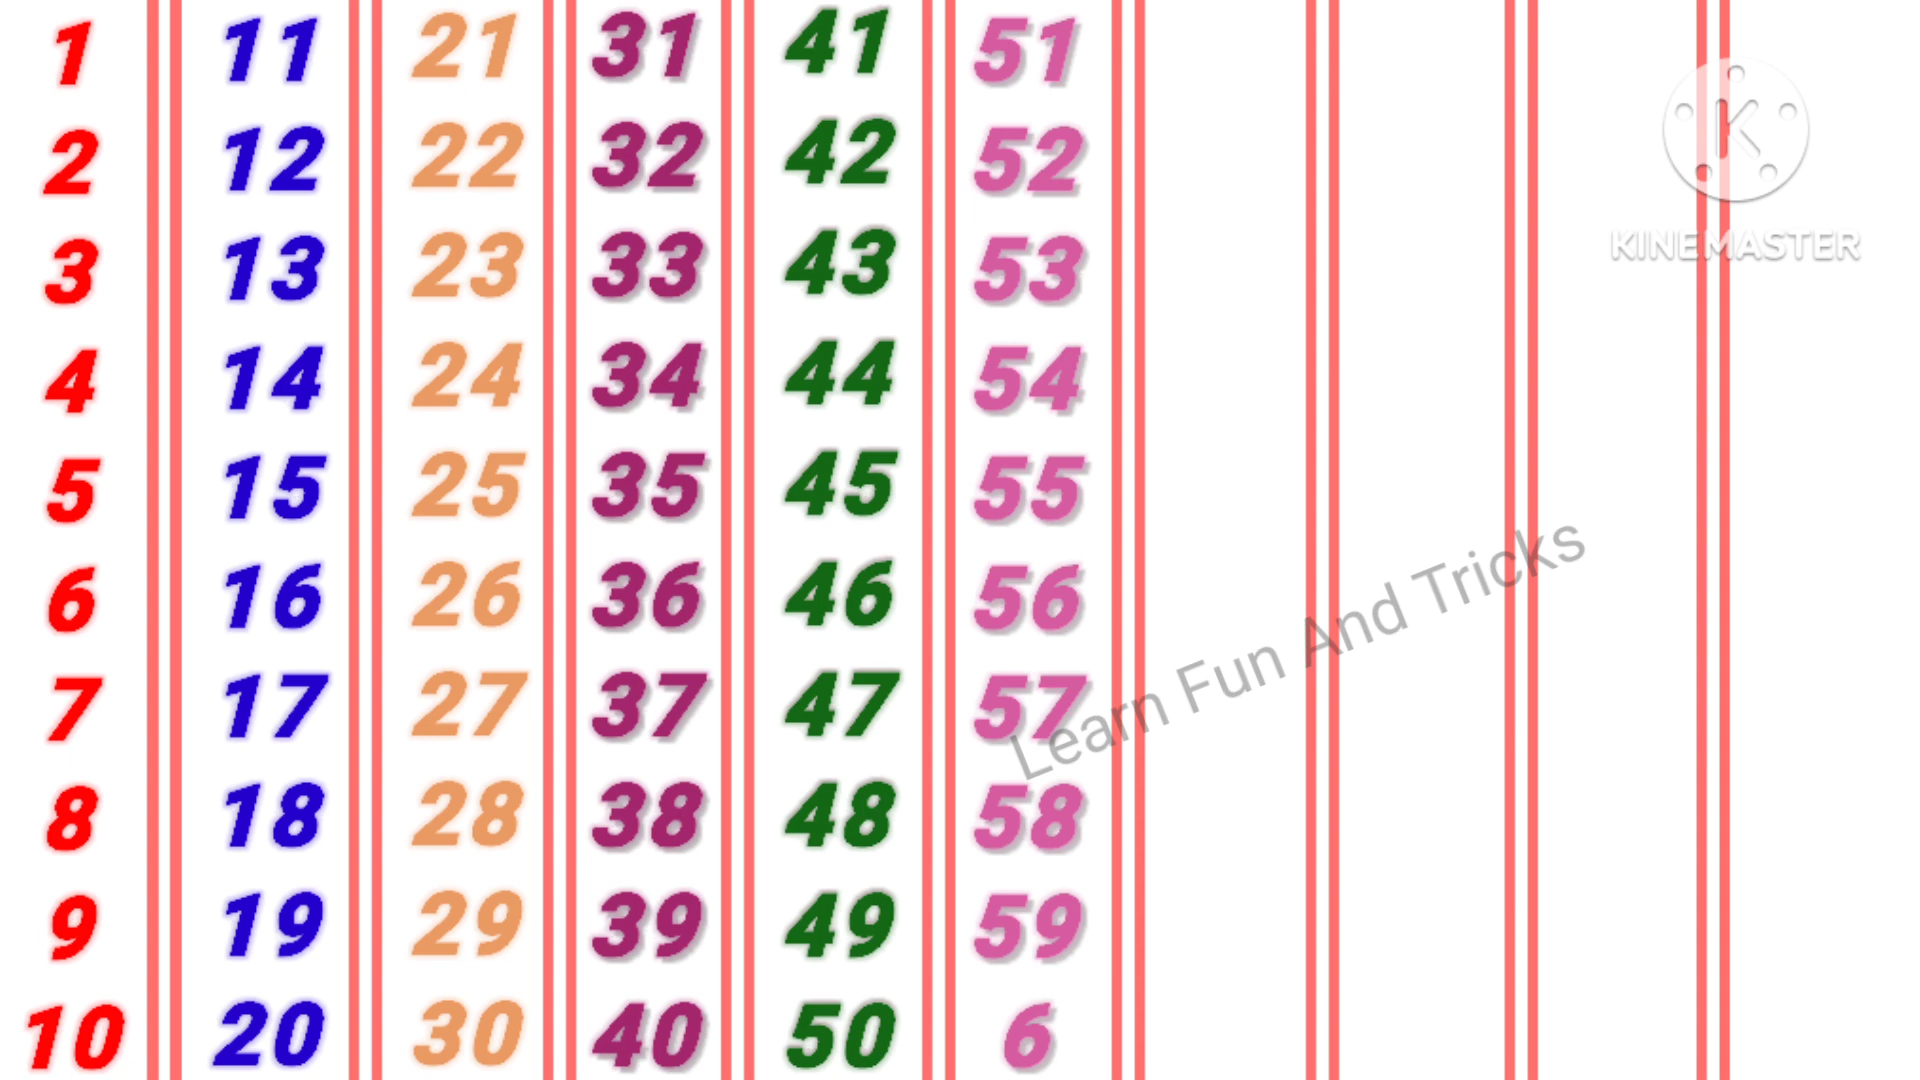 1 11 21 31 41 51
2 12 22 32 42 52
3 13 23 33 43 53
4 14 24 34 44 54
5 15 25 35 45 55
6 16 26 36 46 56
7 17 27 37 47 57
8 18 28 38 48 58
9 19 29 39 49 59
10 20 30 40 50 6
K
KINEMASTER
Learn Fun And Tricks